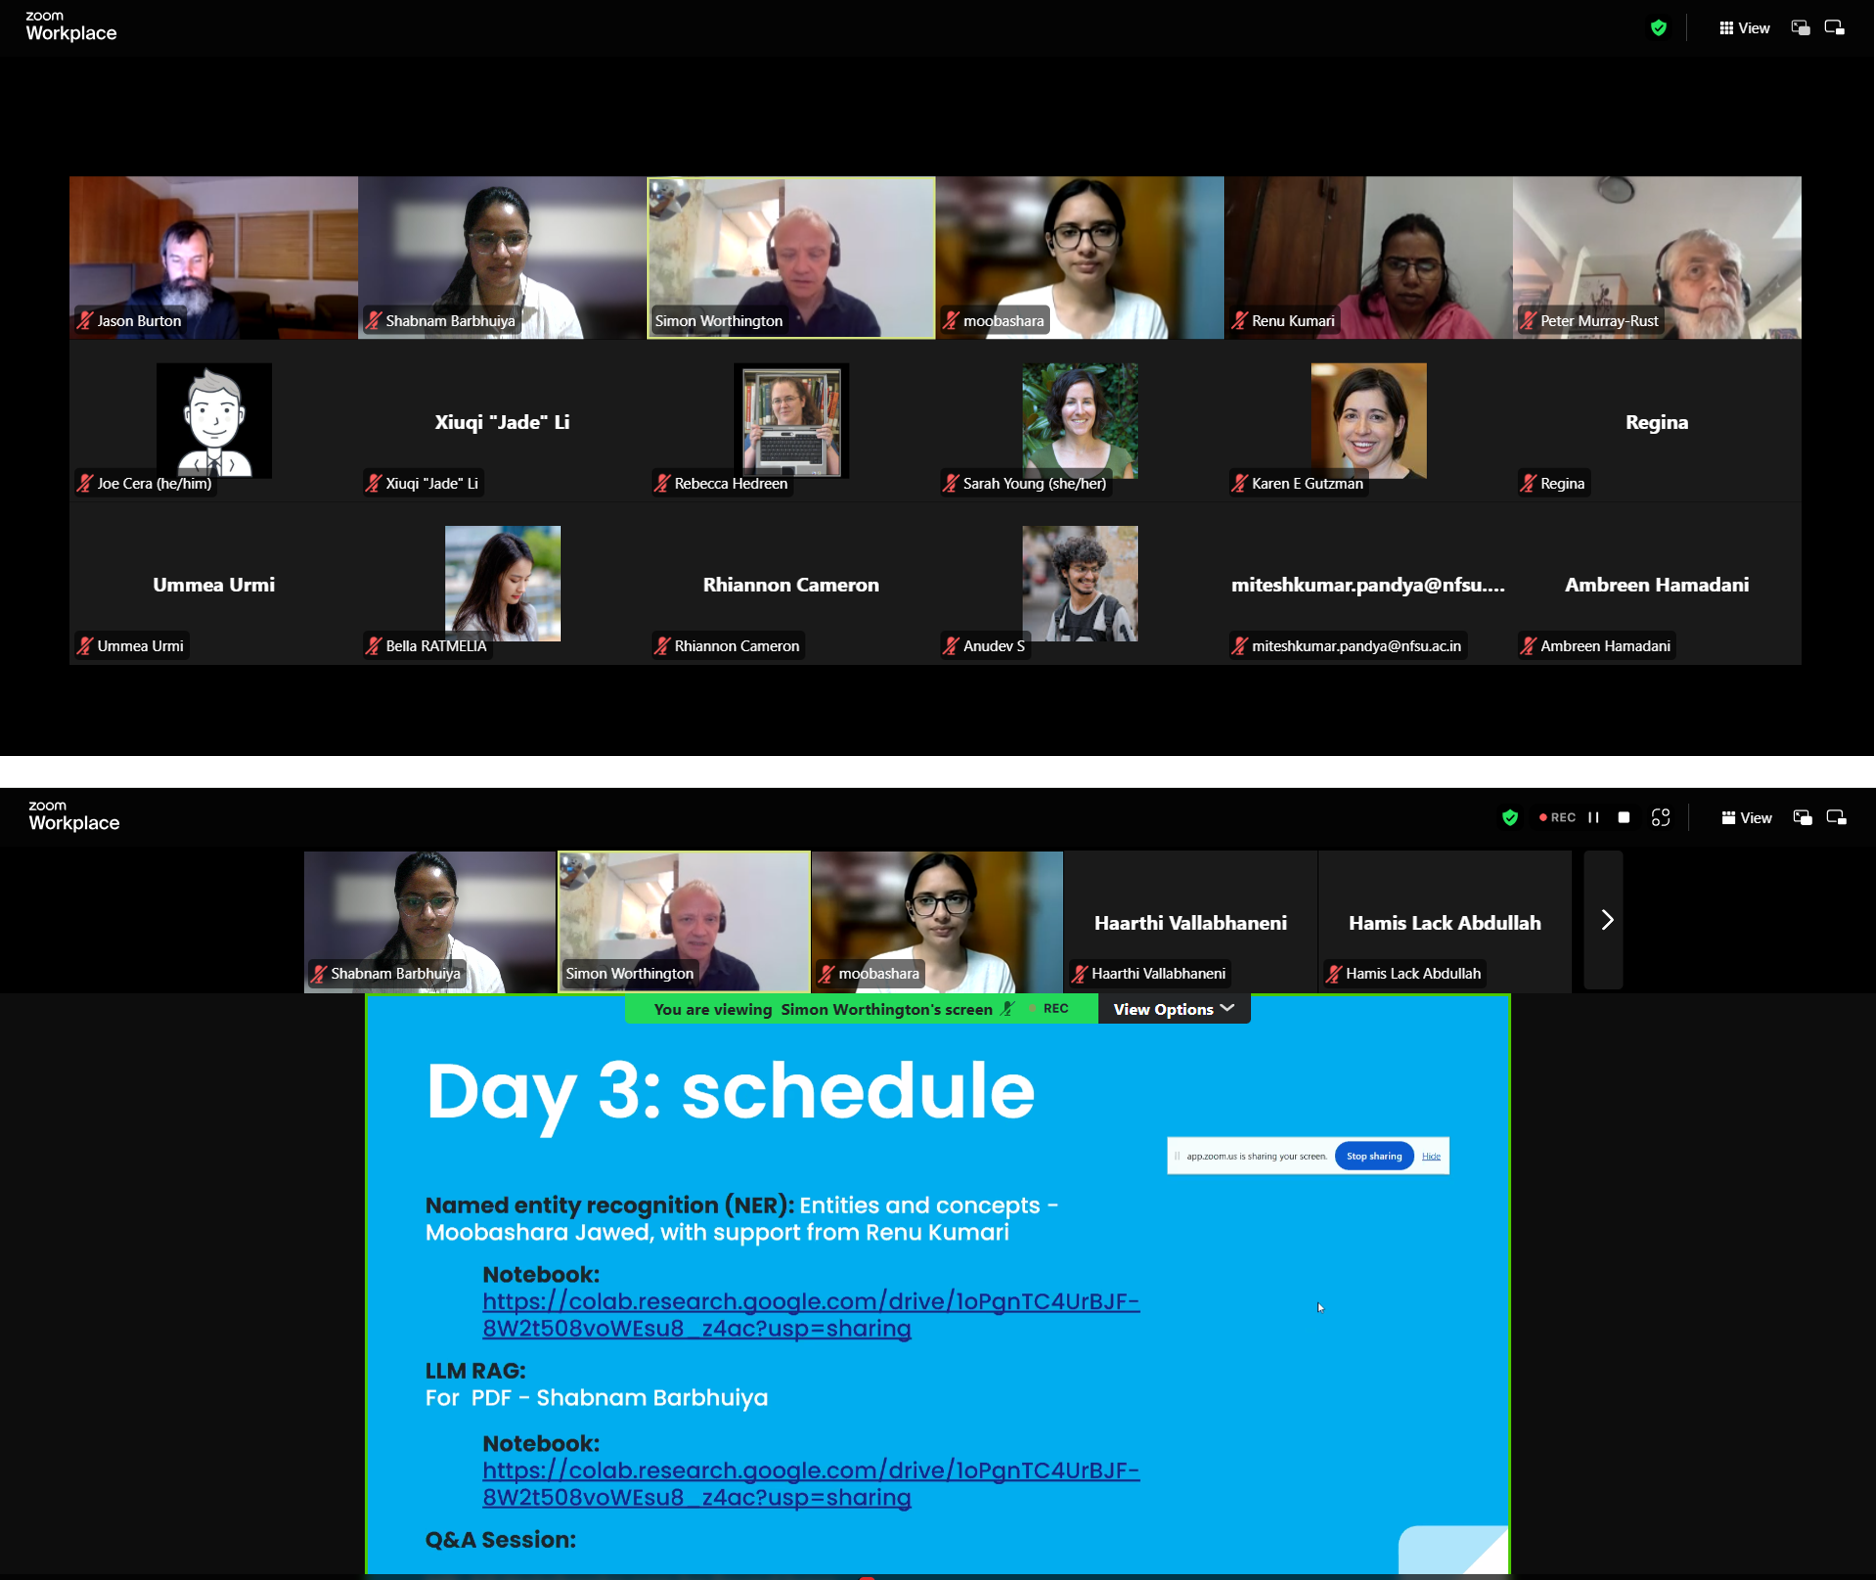 zoom
Workplace
View
Jason Burton
Shabnam Barbhuiya
Simon Worthington
moobashara
Renu Kumari
Peter Murray-Rust
Joe Cera (he/him)
Xiuqi "Jade" Li
Xiuqi "Jade" Li
Rebecca Hedreen
Sarah Young (she/her)
Karen E Gutzman
Regina
Regina
Ummea Urmi
Ummea Urmi
Bella RATMELIA
Rhiannon Cameron
Rhiannon Cameron
Anudev S
miteshkumar.pandya@nfsu....
miteshkumar.pandya@nfsu.ac.in
Ambreen Hamadani
Ambreen Hamadani
zoom
Workplace
REC
View
Shabnam Barbhuiya
Simon Worthington
moobashara
Haarthi Vallabhaneni
Haarthi Vallabhaneni
Hamis Lack Abdullah
Hamis Lack Abdullah
You are viewing Simon Worthington's screen REC
View Options
Day 3: schedule
app.zoom.us is sharing your screen. Stop sharing Hide
Named entity recognition (NER): Entities and concepts -
Moobashara Jawed, with support from Renu Kumari
Notebook:
https://colab.research.google.com/drive/1oPgnTC4UrBJF-
8W2t508voWEsu8_z4ac?usp=sharing
LLM RAG:
For PDF - Shabnam Barbhuiya
Notebook:
https://colab.research.google.com/drive/1oPgnTC4UrBJF-
8W2t508voWEsu8_z4ac?usp=sharing
Q&A Session: